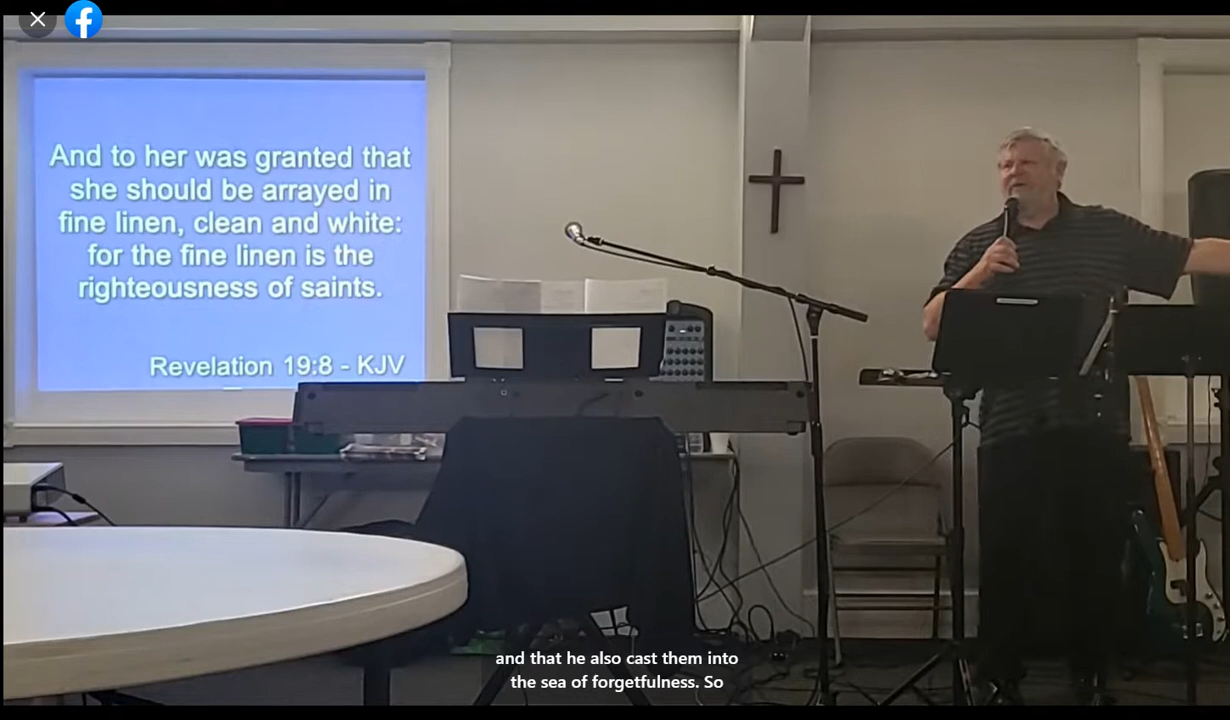 And to her was granted that
she should be arrayed in
fine linen, clean and white:
for the fine linen is the
righteousness of saints.
Revelation 19:8 - KJV
and that he also cast them into
the sea of forgetfulness. So